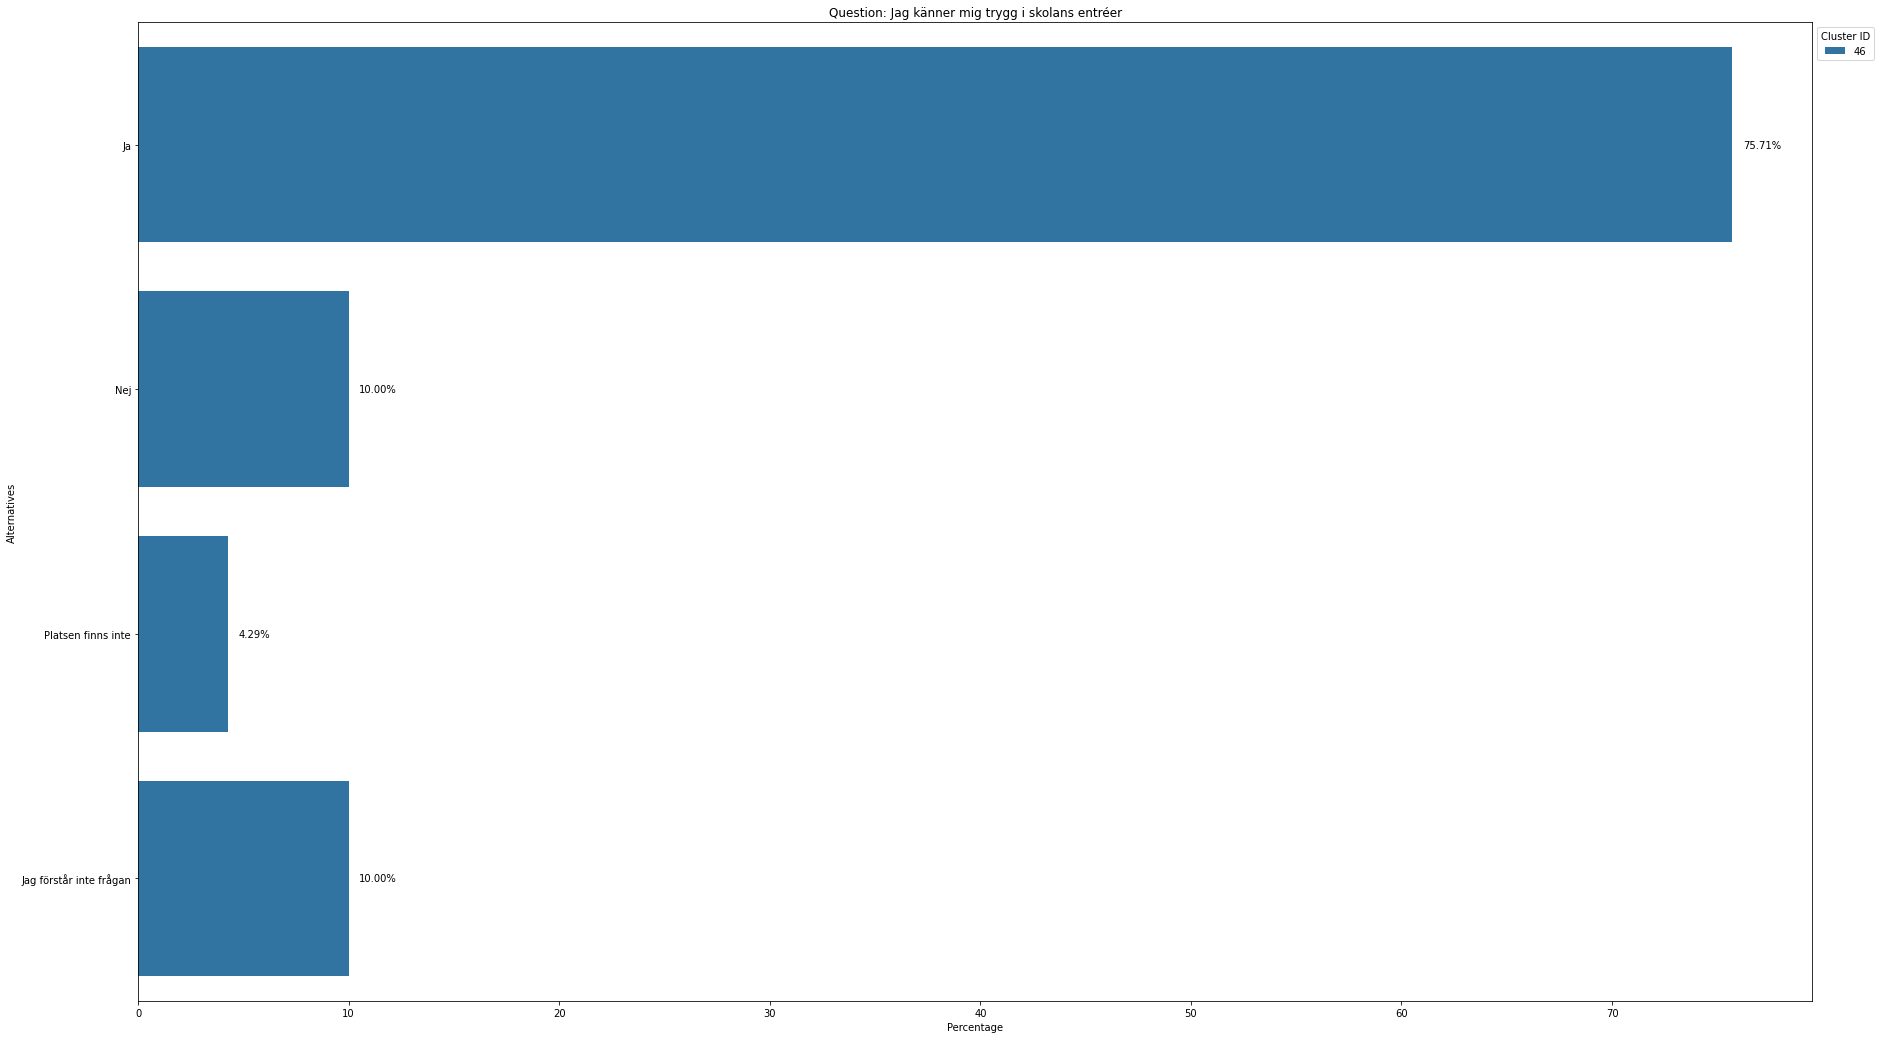 Question: Jag känner mig trygg i skolans entréer
Cluster ID
46
Ja
75.71%
Nej
10.00%
Alternatives
Platsen finns inte
4.29%
Jag förstår inte frågan
10.00%
0 10 20 30 40 50 60 70
Percentage